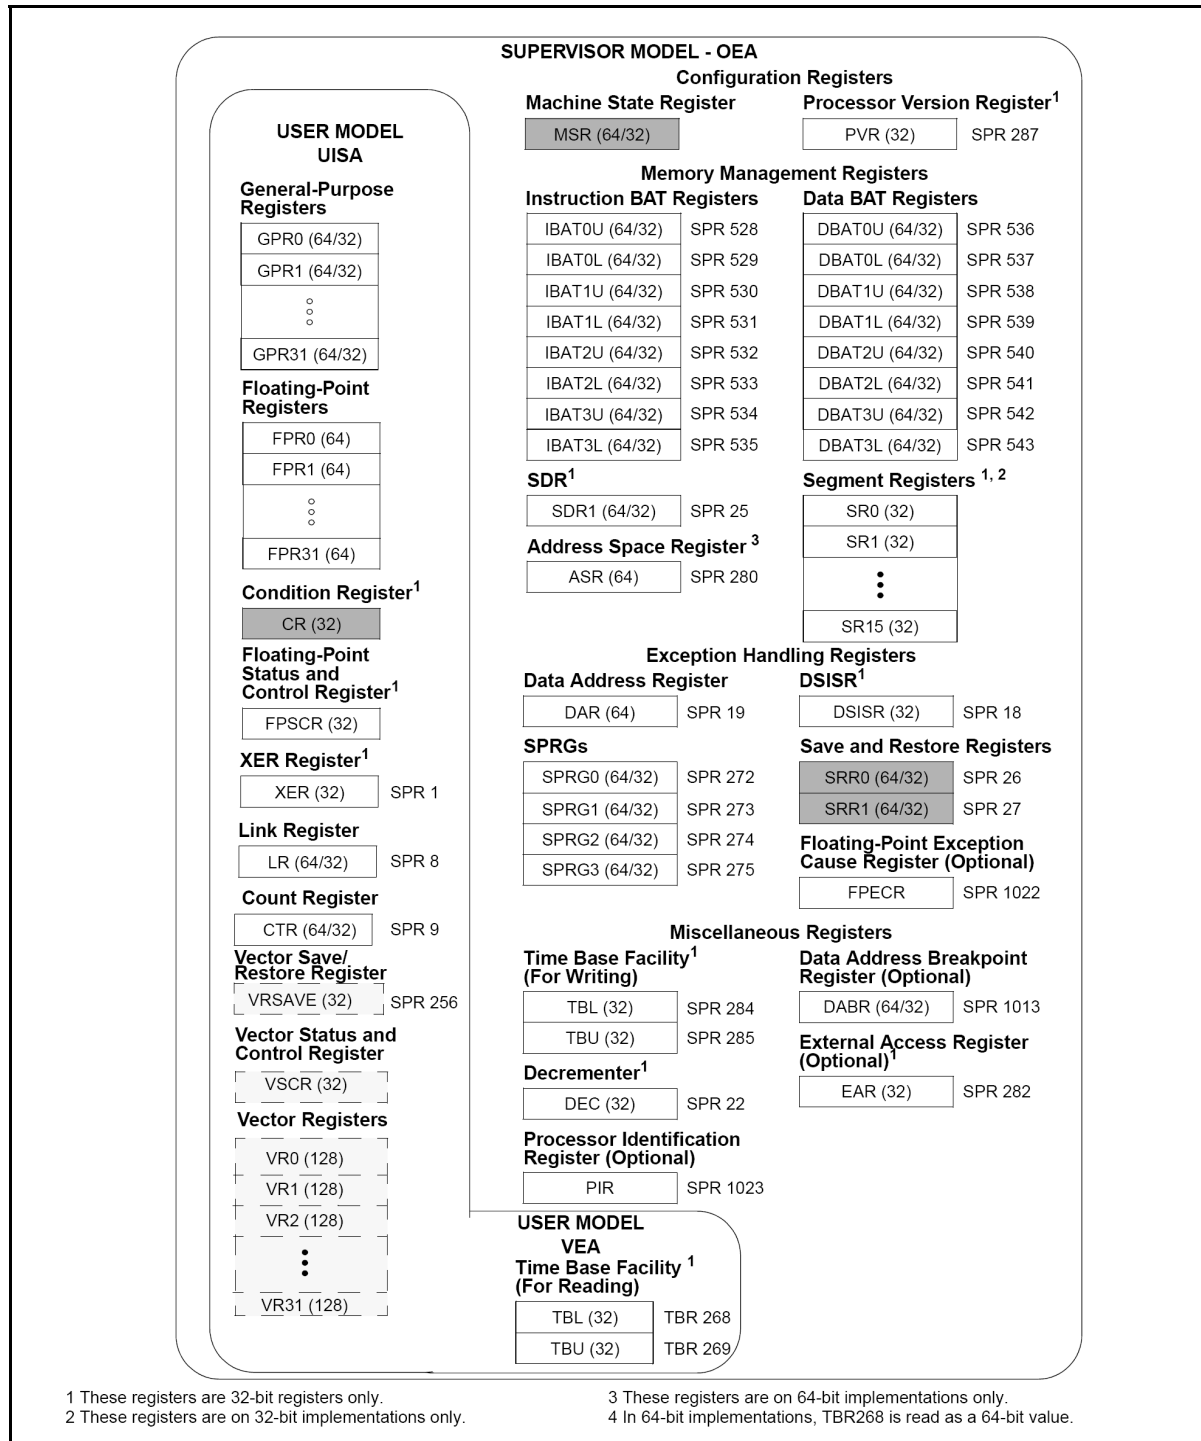 SUPERVISOR MODEL - OEA
Configuration Registers
Machine State Register
MSR (64/32)
Processor Version Register1
PVR (32) SPR 287
USER MODEL
UISA
General-Purpose
Registers
GPR0 (64/32)
GPR1 (64/32)
GPR31 (64/32)
Floating-Point
Registers
FPR0 (64)
FPR1 (64)
FPR31 (64)
Condition Register1
CR (32)
Floating-Point
Status and
Control Register1
FPSCR (32)
XER Register1
XER (32) SPR 1
Link Register
LR (64/32) SPR 8
Count Register
CTR (64/32) SPR 9
Vector Save/
Restore Register
VRSAVE (32) SPR 256
Vector Status and
Control Register
VSCR (32)
Vector Registers
VR0 (128)
VR1 (128)
VR2 (128)
VR31 (128)
Memory Management Registers
Instruction BAT Registers
IBAT0U (64/32) SPR 528
IBAT0L (64/32) SPR 529
IBAT1U (64/32) SPR 530
IBAT1L (64/32) SPR 531
IBAT2U (64/32) SPR 532
IBAT2L (64/32) SPR 533
IBAT3U (64/32) SPR 534
IBAT3L (64/32) SPR 535
Data BAT Registers
DBAT0U (64/32) SPR 536
DBAT0L (64/32) SPR 537
DBAT1U (64/32) SPR 538
DBAT1L (64/32) SPR 539
DBAT2U (64/32) SPR 540
DBAT2L (64/32) SPR 541
DBAT3U (64/32) SPR 542
DBAT3L (64/32) SPR 543
SDR1
SDR1 (64/32) SPR 25
Address Space Register 3
ASR (64) SPR 280
Segment Registers 1, 2
SR0 (32)
SR1 (32)
SR15 (32)
Exception Handling Registers
Data Address Register
DAR (64) SPR 19
DSISR1
DSISR (32) SPR 18
SPRGs
SPRG0 (64/32) SPR 272
SPRG1 (64/32) SPR 273
SPRG2 (64/32) SPR 274
SPRG3 (64/32) SPR 275
Save and Restore Registers
SRR0 (64/32) SPR 26
SRR1 (64/32) SPR 27
Floating-Point Exception
Cause Register (Optional)
FPECR SPR 1022
Miscellaneous Registers
Time Base Facility1
(For Writing)
TBL (32) SPR 284
TBU (32) SPR 285
Data Address Breakpoint
Register (Optional)
DABR (64/32) SPR 1013
Decrementer1
DEC (32) SPR 22
External Access Register
(Optional)1
EAR (32) SPR 282
Processor Identification
Register (Optional)
PIR SPR 1023
USER MODEL
VEA
Time Base Facility 1
(For Reading)
TBL (32) TBR 268
TBU (32) TBR 269
1 These registers are 32-bit registers only.
2 These registers are on 32-bit implementations only.
3 These registers are on 64-bit implementations only.
4 In 64-bit implementations, TBR268 is read as a 64-bit value.